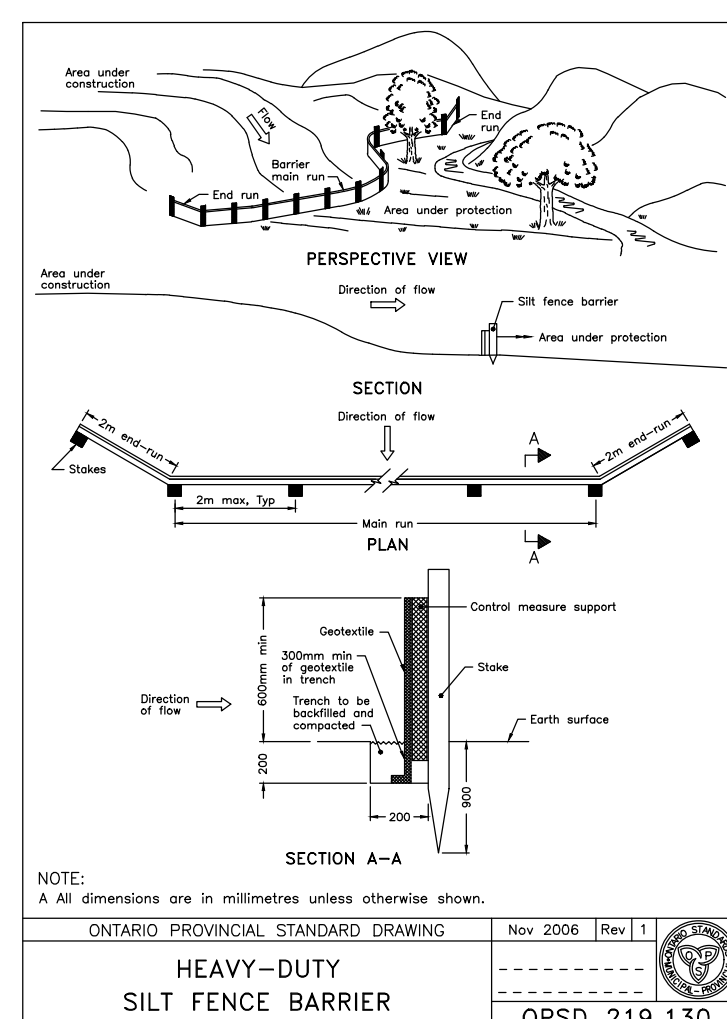 Area under
construction
Flow
End
run
Barrier
main run
End run
Area under protection
PERSPECTIVE VIEW
Area under
construction
Direction of flow
Silt fence barrier
Area under protection
SECTION
Direction of flow
2m end-run
A
2m end-run
Stakes
2m max, Typ
Main run
PLAN
A
Control measure support
Geotextile
600mm min
300mm min
of geotextile
in trench
Stake
Direction
of flow
Trench to be
backfilled and
compacted
Earth surface
200
200
900
SECTION A-A
NOTE:
A All dimensions are in millimetres unless otherwise shown.
ONTARIO PROVINCIAL STANDARD DRAWING
Nov 2006 Rev 1
HEAVY-DUTY
SILT FENCE BARRIER
OPSD 219.130
O P S